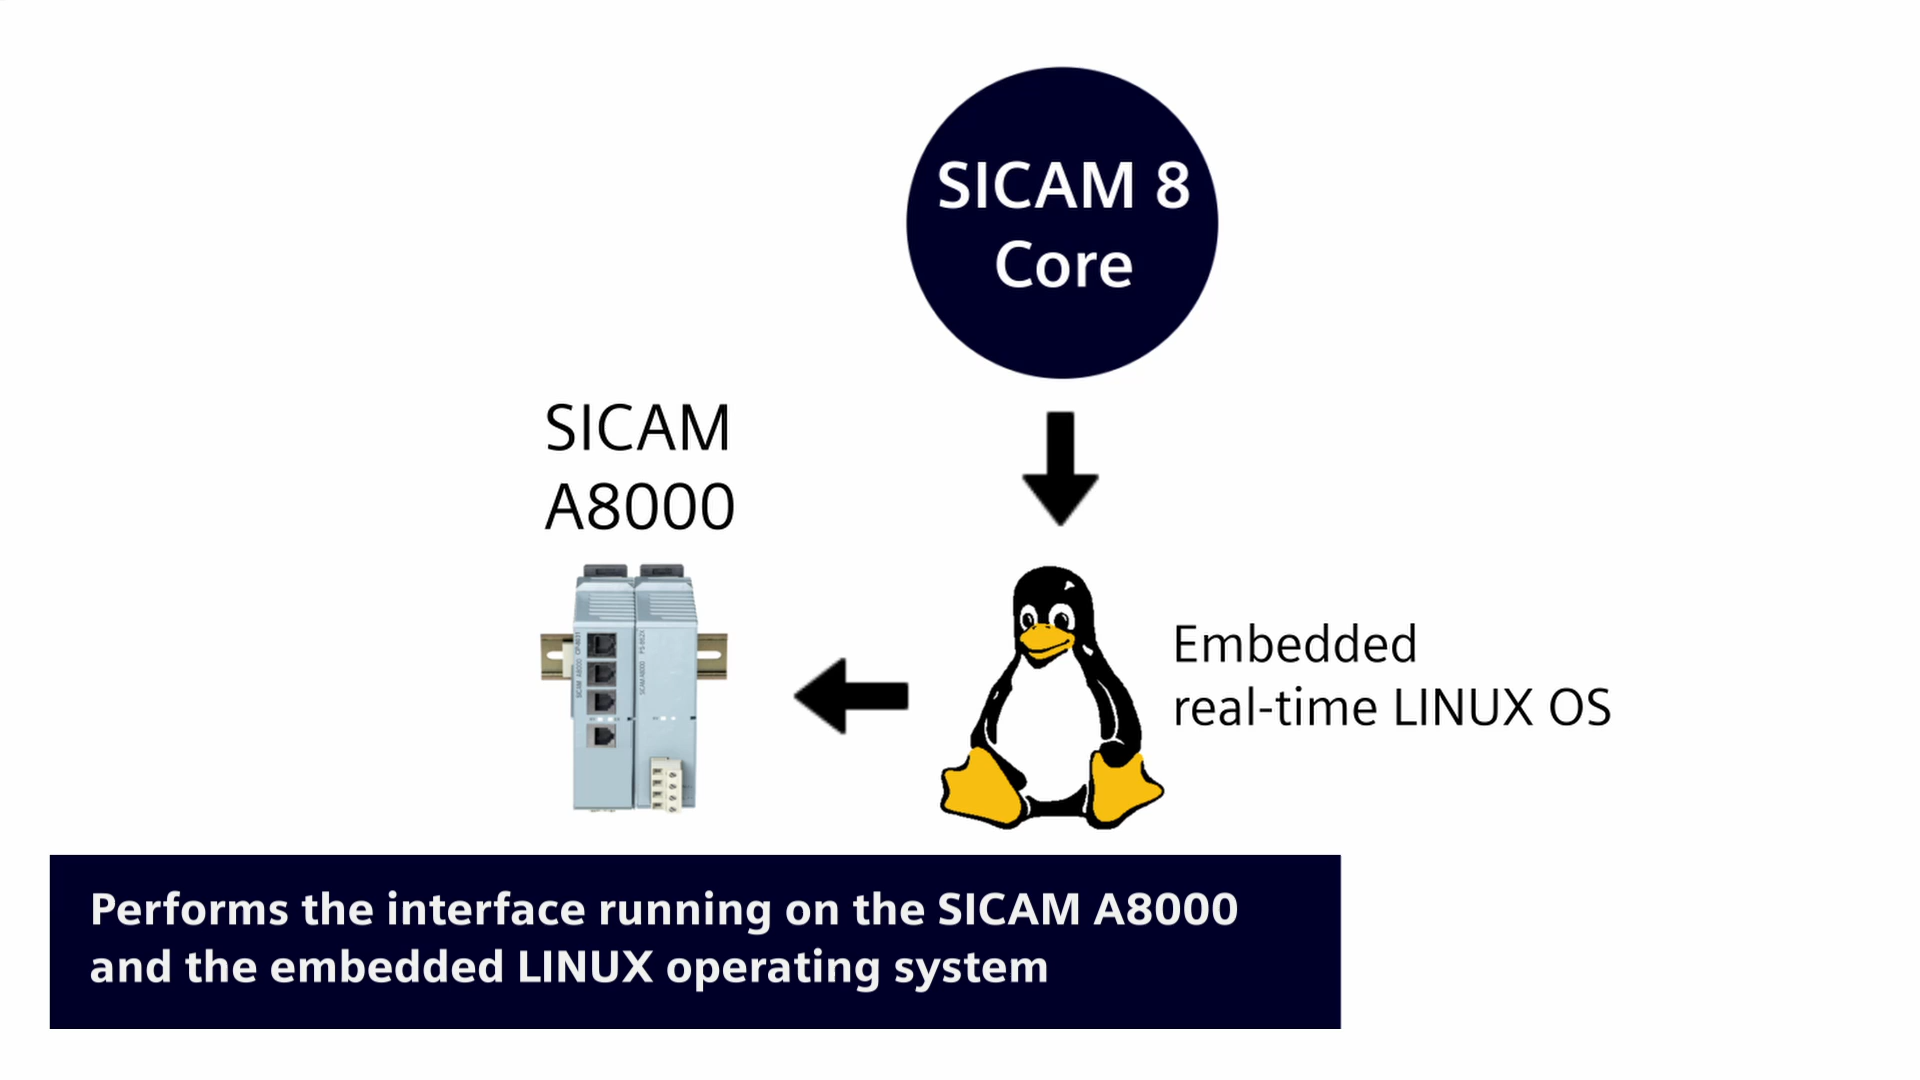 SICAM 8
Core
SICAM
A8000
Embedded
real-time LINUX OS
Performs the interface running on the SICAM A8000
and the embedded LINUX operating system